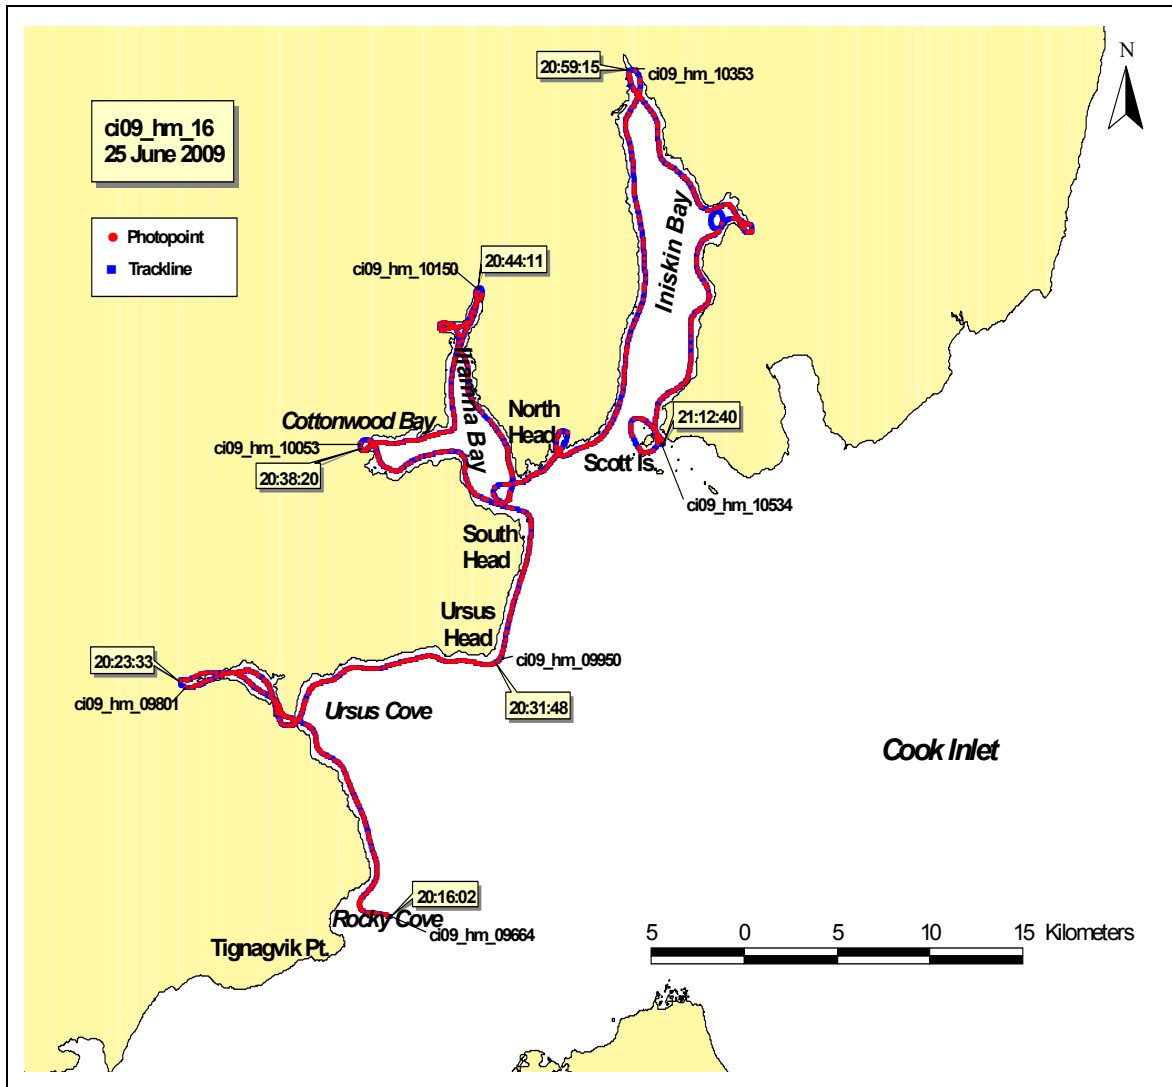 20:59:15
ci09_hm_10353
N
ci09_hm_16
25 June 2009
Photopoint
Trackline
Iniskin Bay
ci09_hm_10150
20:44:11
Iliamna Bay
Cottonwood Bay
ci09_hm_10053
20:38:20
North
Head
21:12:40
Scott Is.
ci09_hm_10534
South
Head
Ursus
Head
20:23:33
ci09_hm_09801
ci09_hm_09950
20:31:48
Ursus Cove
Cook Inlet
20:16:02
Rocky Cove
ci09_hm_09664
Tignagvik Pt.
5 0 5 10 15 Kilometers